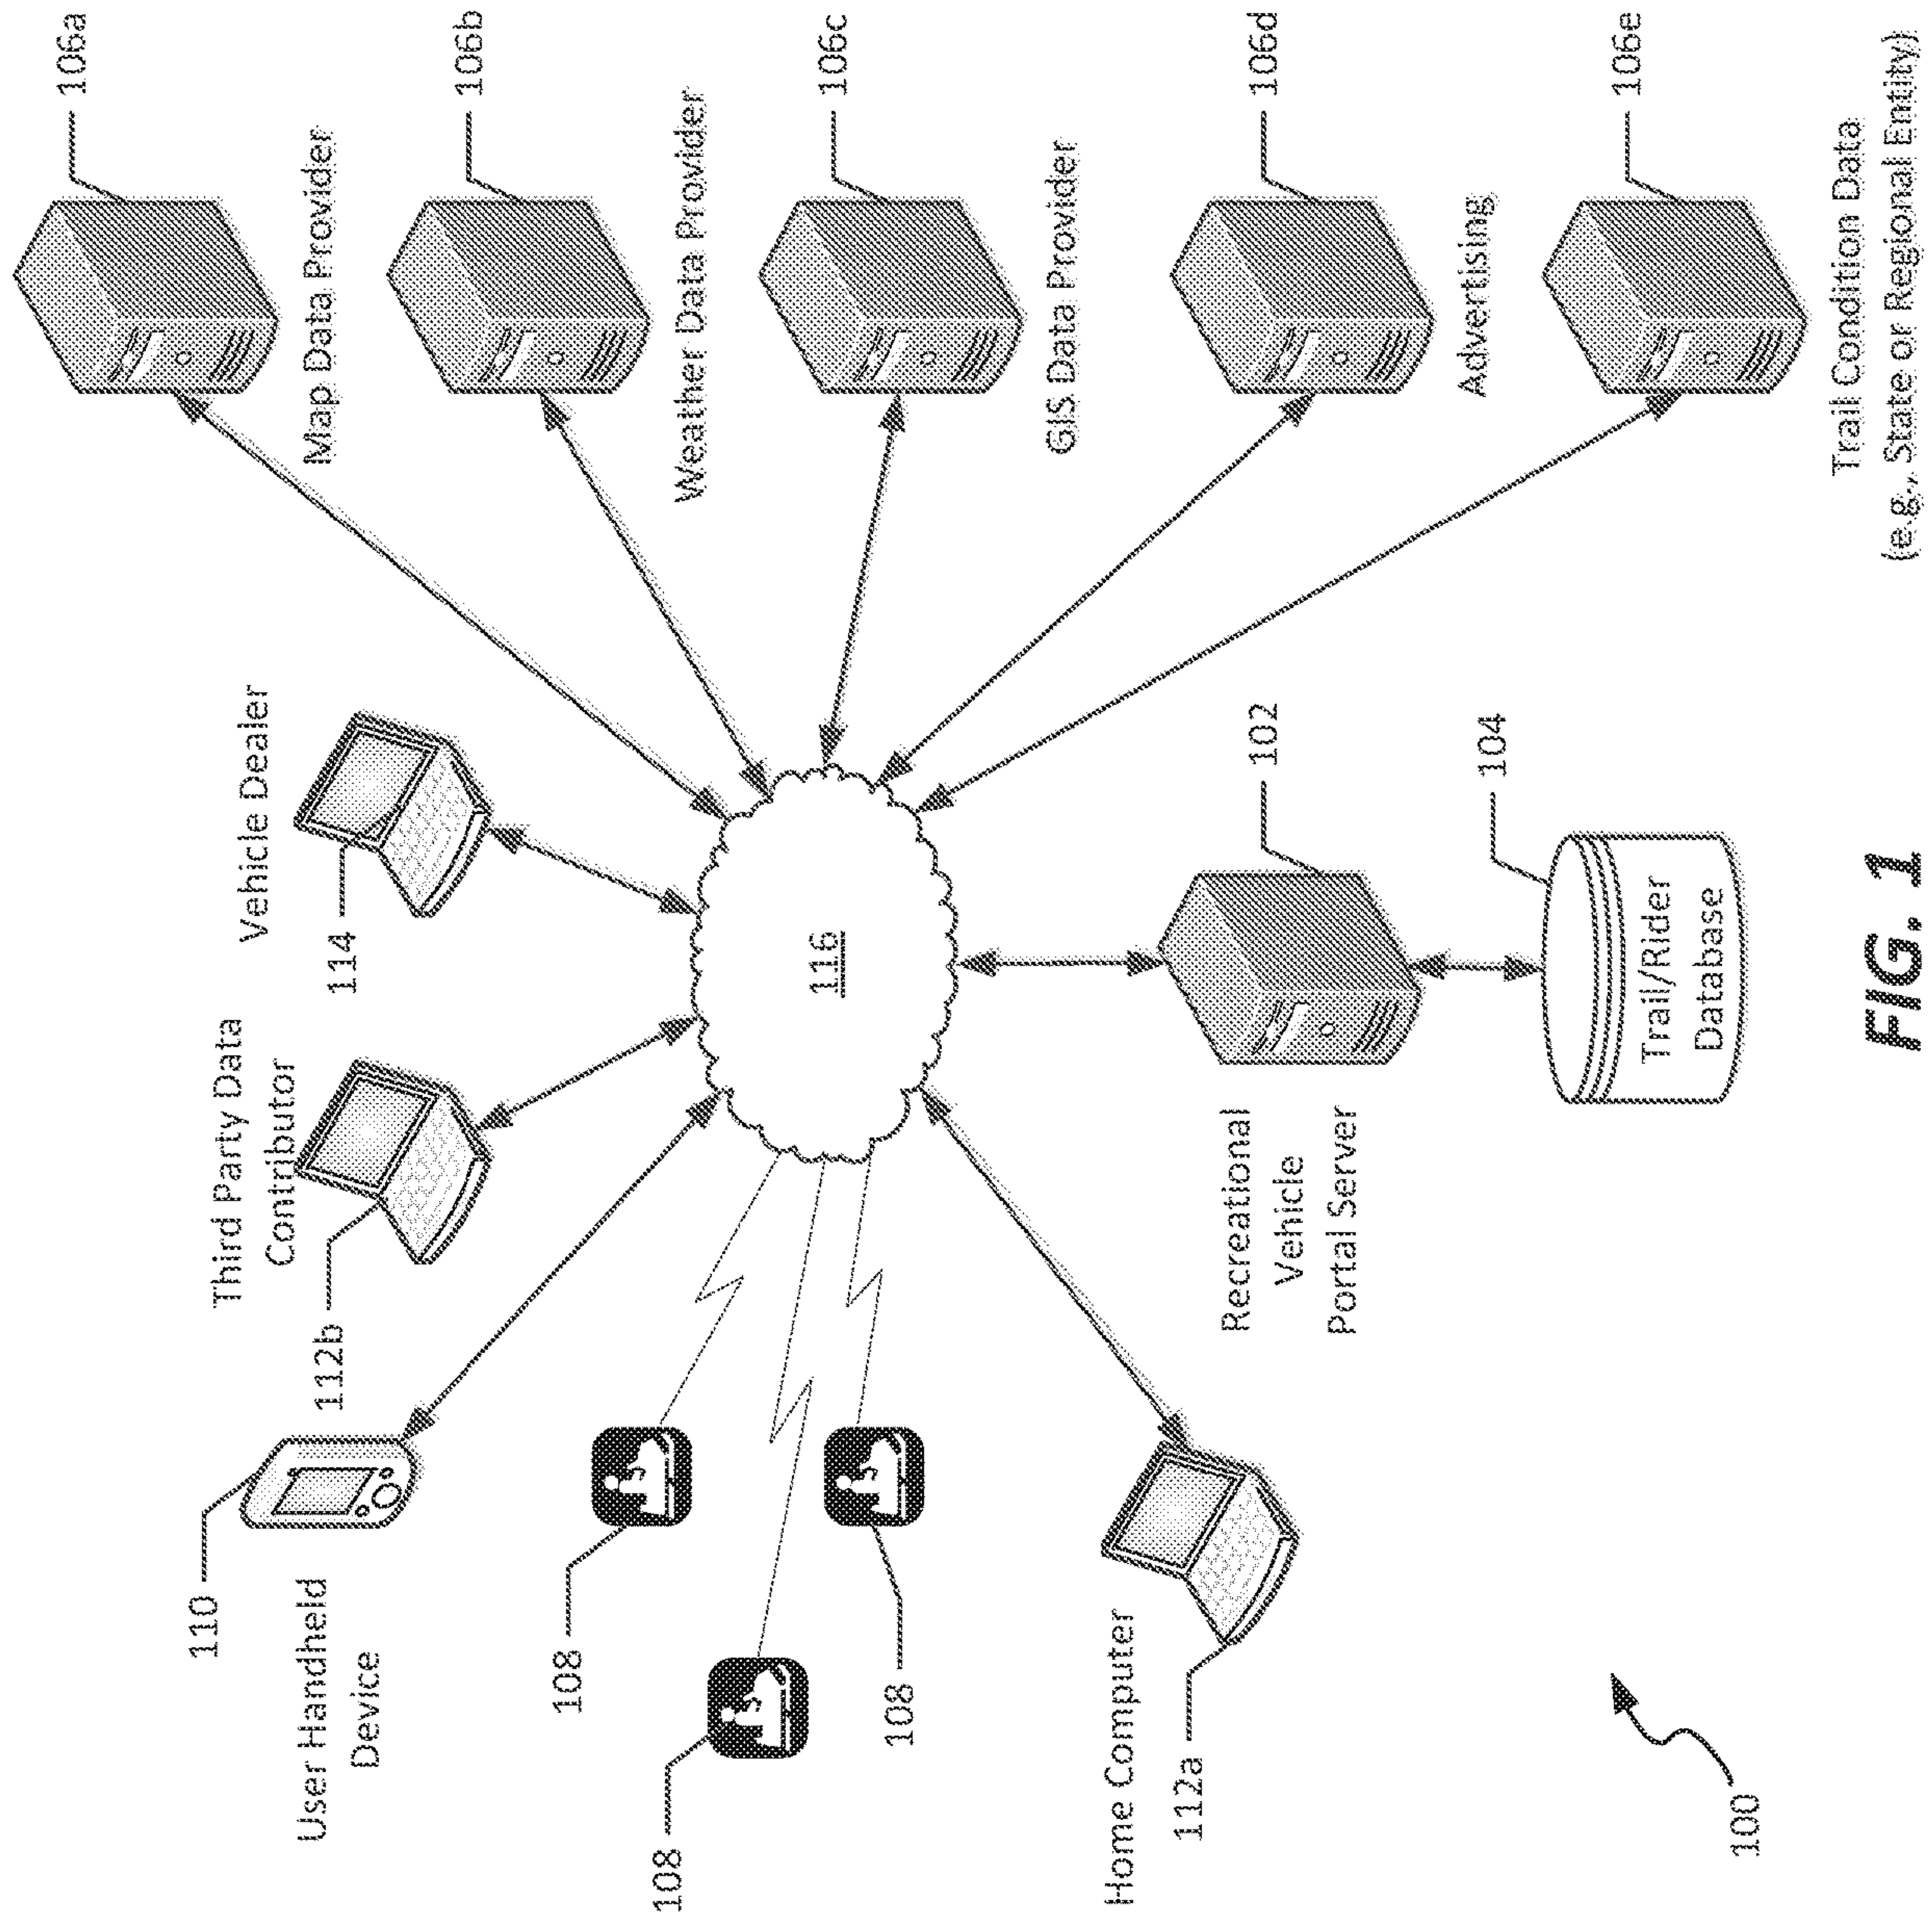 110
User Handheld
Device
Third Party Data
Contributor
112b
Vehicle Dealer
114
106a
Map Data Provider
106b
Weather Data Provider
106c
GIS Data Provider
106d
Advertising
106e
Trail Condition Data
(e.g., State or Regional Entity)
108
108
108
116
Home Computer
112a
Recreational
Vehicle
Portal Server
102
104
Trail/Rider
Database
100
FIG. 1